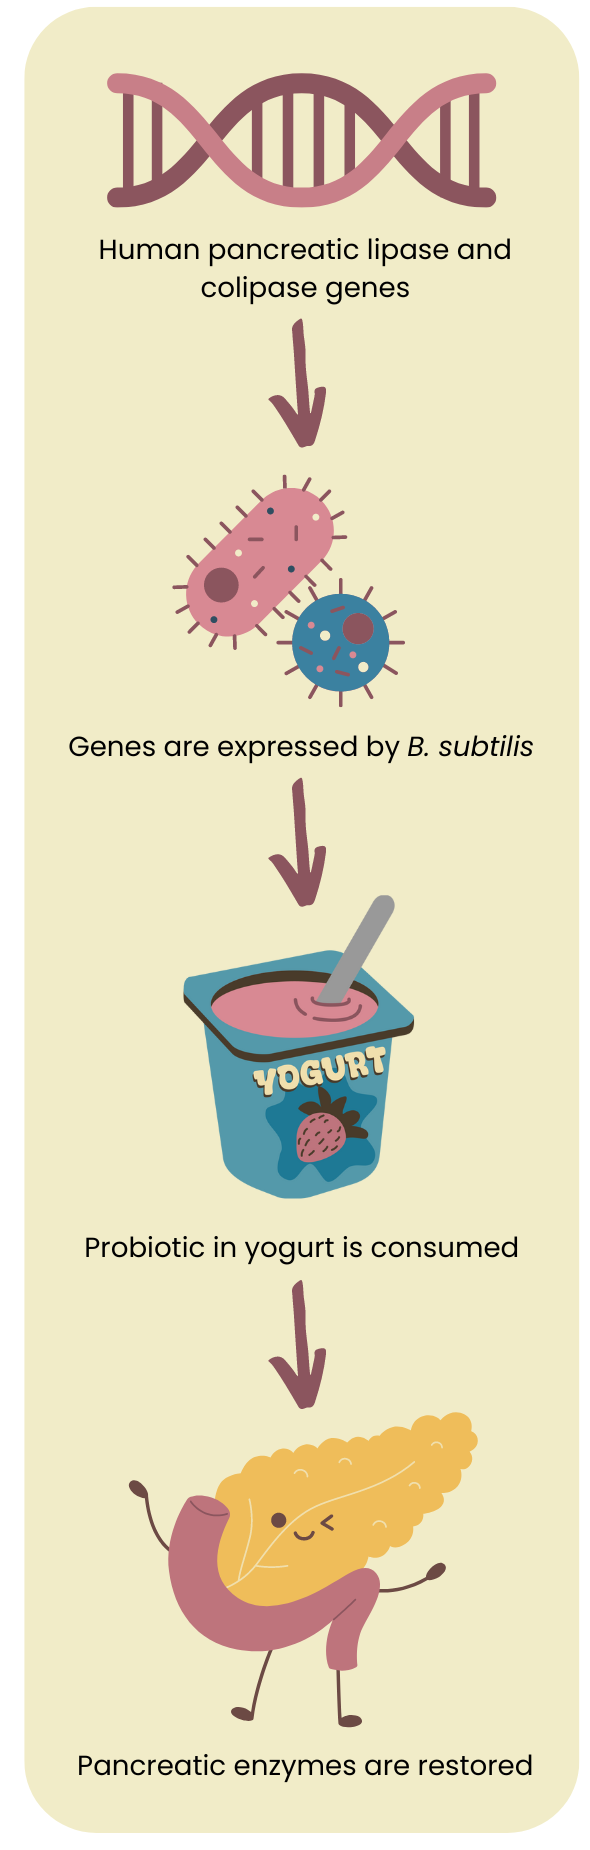 Human pancreatic lipase and
colipase genes
Genes are expressed by B. subtilis
YOGURT
Probiotic in yogurt is consumed
Pancreatic enzymes are restored